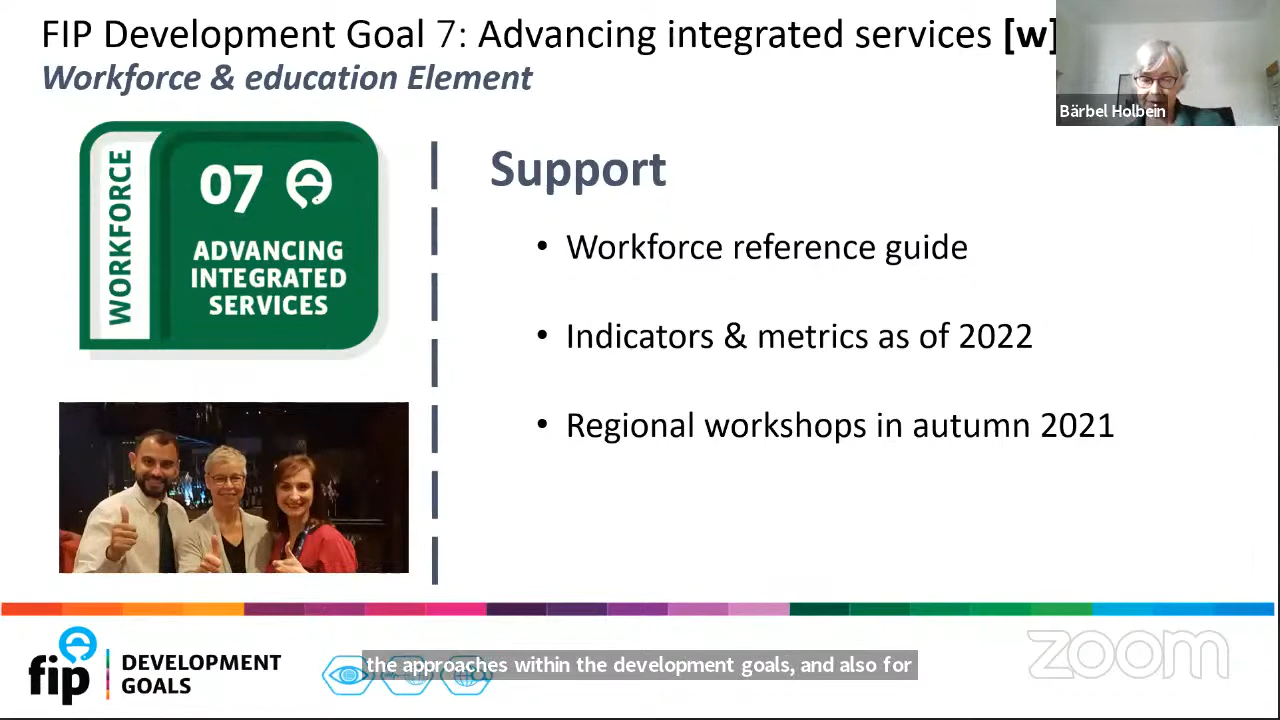 FIP Development Goal 7: Advancing integrated services [w]
Workforce & education Element
Bärbel Holbein
WORKFORCE
07
ADVANCING
INTEGRATED
SERVICES
Support
• Workforce reference guide
• Indicators & metrics as of 2022
• Regional workshops in autumn 2021
fip
DEVELOPMENT
GOALS
the approaches within the development goals, and also for
zoom